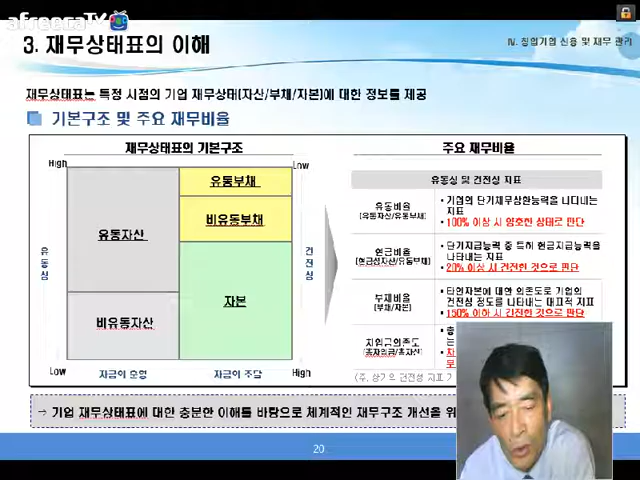 afreecaTV
3. 재무상태표의 이해
Ⅳ. 창업기업 신용 및 재무 관리
재무상태표는 특정 시점의 기업 재무상태(자산/부채/자본)에 대한 정보를 제공
기본구조 및 주요 재무비율
재무상태표의 기본구조
주요 재무비율
High
Low
유동부채
비유동부채
유동자산
자본
비유동자산
유동성
건전성
Low
자금의 운용
자금의 조달
High
유동성 및 건전성 지표
유동비율
(유동자산/유동부채)
• 기업의 단기채무상환능력을 나타내는
지표
• 100% 이상 시 양호한 상태로 판단
현금비율
(현금성자산/유동부채)
• 단기지급능력 중 특히 현금지급능력을
나타내는 지표
• 20% 이상 시 건전한 것으로 판단
부채비율
(부채/자본)
• 타인자본에 대한 의존도로 기업의
건전성 정도를 나타내는 대표적 지표
• 150% 이하 시 건전한 것으로 판단
차입금의존도
(총차입금/총자산)
(주. 상기의 건전성 지표
→ 기업 재무상태표에 대한 충분한 이해를 바탕으로 체계적인 재무구조 개선을 위
20